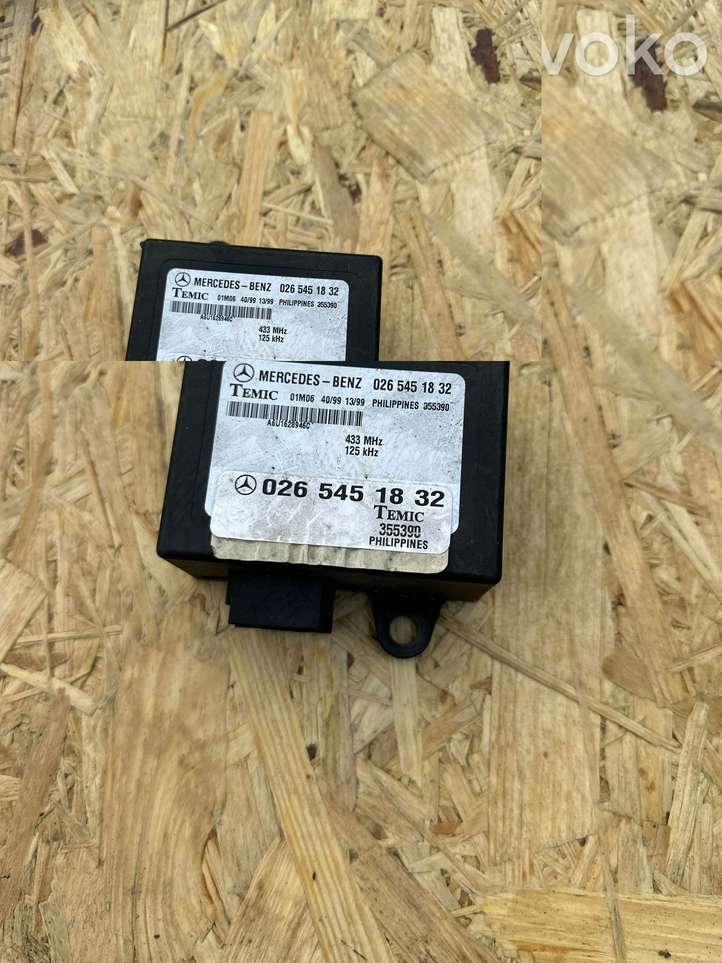 voko
MERCEDES-BENZ 026 545 18 32
TEMIC 01M06 40/99 13/99 PHILIPPINES 355390
A8U1628946C
433 MHz
125 kHz
MERCEDES-BENZ 026 545 18 32
TEMIC 01M06 40/99 13/99 PHILIPPINES 355390
A8U1628946C
433 MHz
125 kHz
026 545 18 32
TEMIC
355390
PHILIPPINES